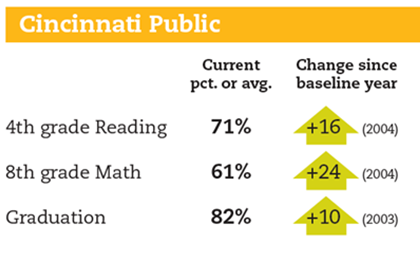 Cincinnati Public
Current
pct. or avg.
Change since
baseline year
4th grade Reading 71% +16 (2004)
8th grade Math 61% +24 (2004)
Graduation 82% +10 (2003)